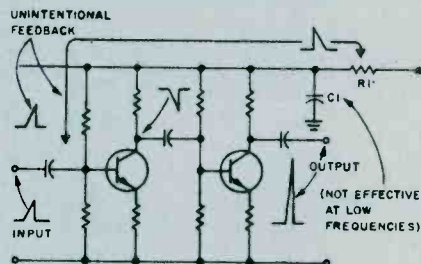 UNINTENTIONAL
FEEDBACK
R1
C1
OUTPUT
(NOT EFFECTIVE
AT LOW
FREQUENCIES)
INPUT